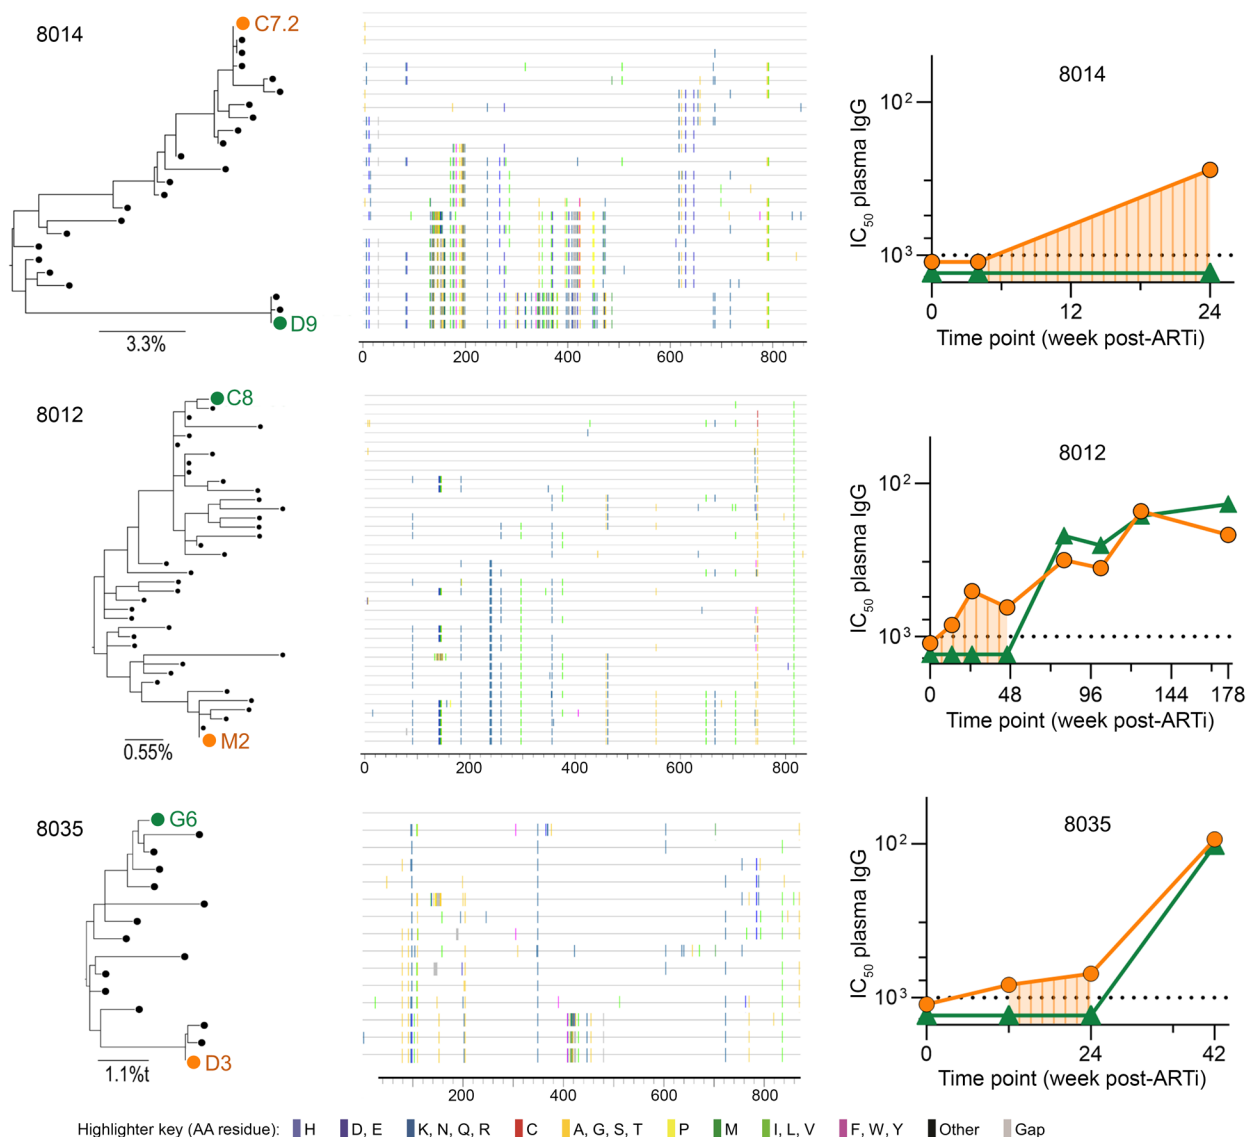 8014
C7.2
D9
3.3%
0 200 400 600 800
8014
IC50 plasma IgG
10²
10³
0 12 24
Time point (week post-ARTi)
8012
C8
M2
0.55%
0 200 400 600 800
8012
IC50 plasma IgG
10²
10³
0 48 96 144 178
Time point (week post-ARTi)
8035
G6
D3
1.1%t
200 400 600 800
8035
IC50 plasma IgG
10²
10³
0 24 42
Time point (week post-ARTi)
Highlighter key (AA residue): H D, E K, N, Q, R C A, G, S, T P M I, L, V F, W, Y Other Gap